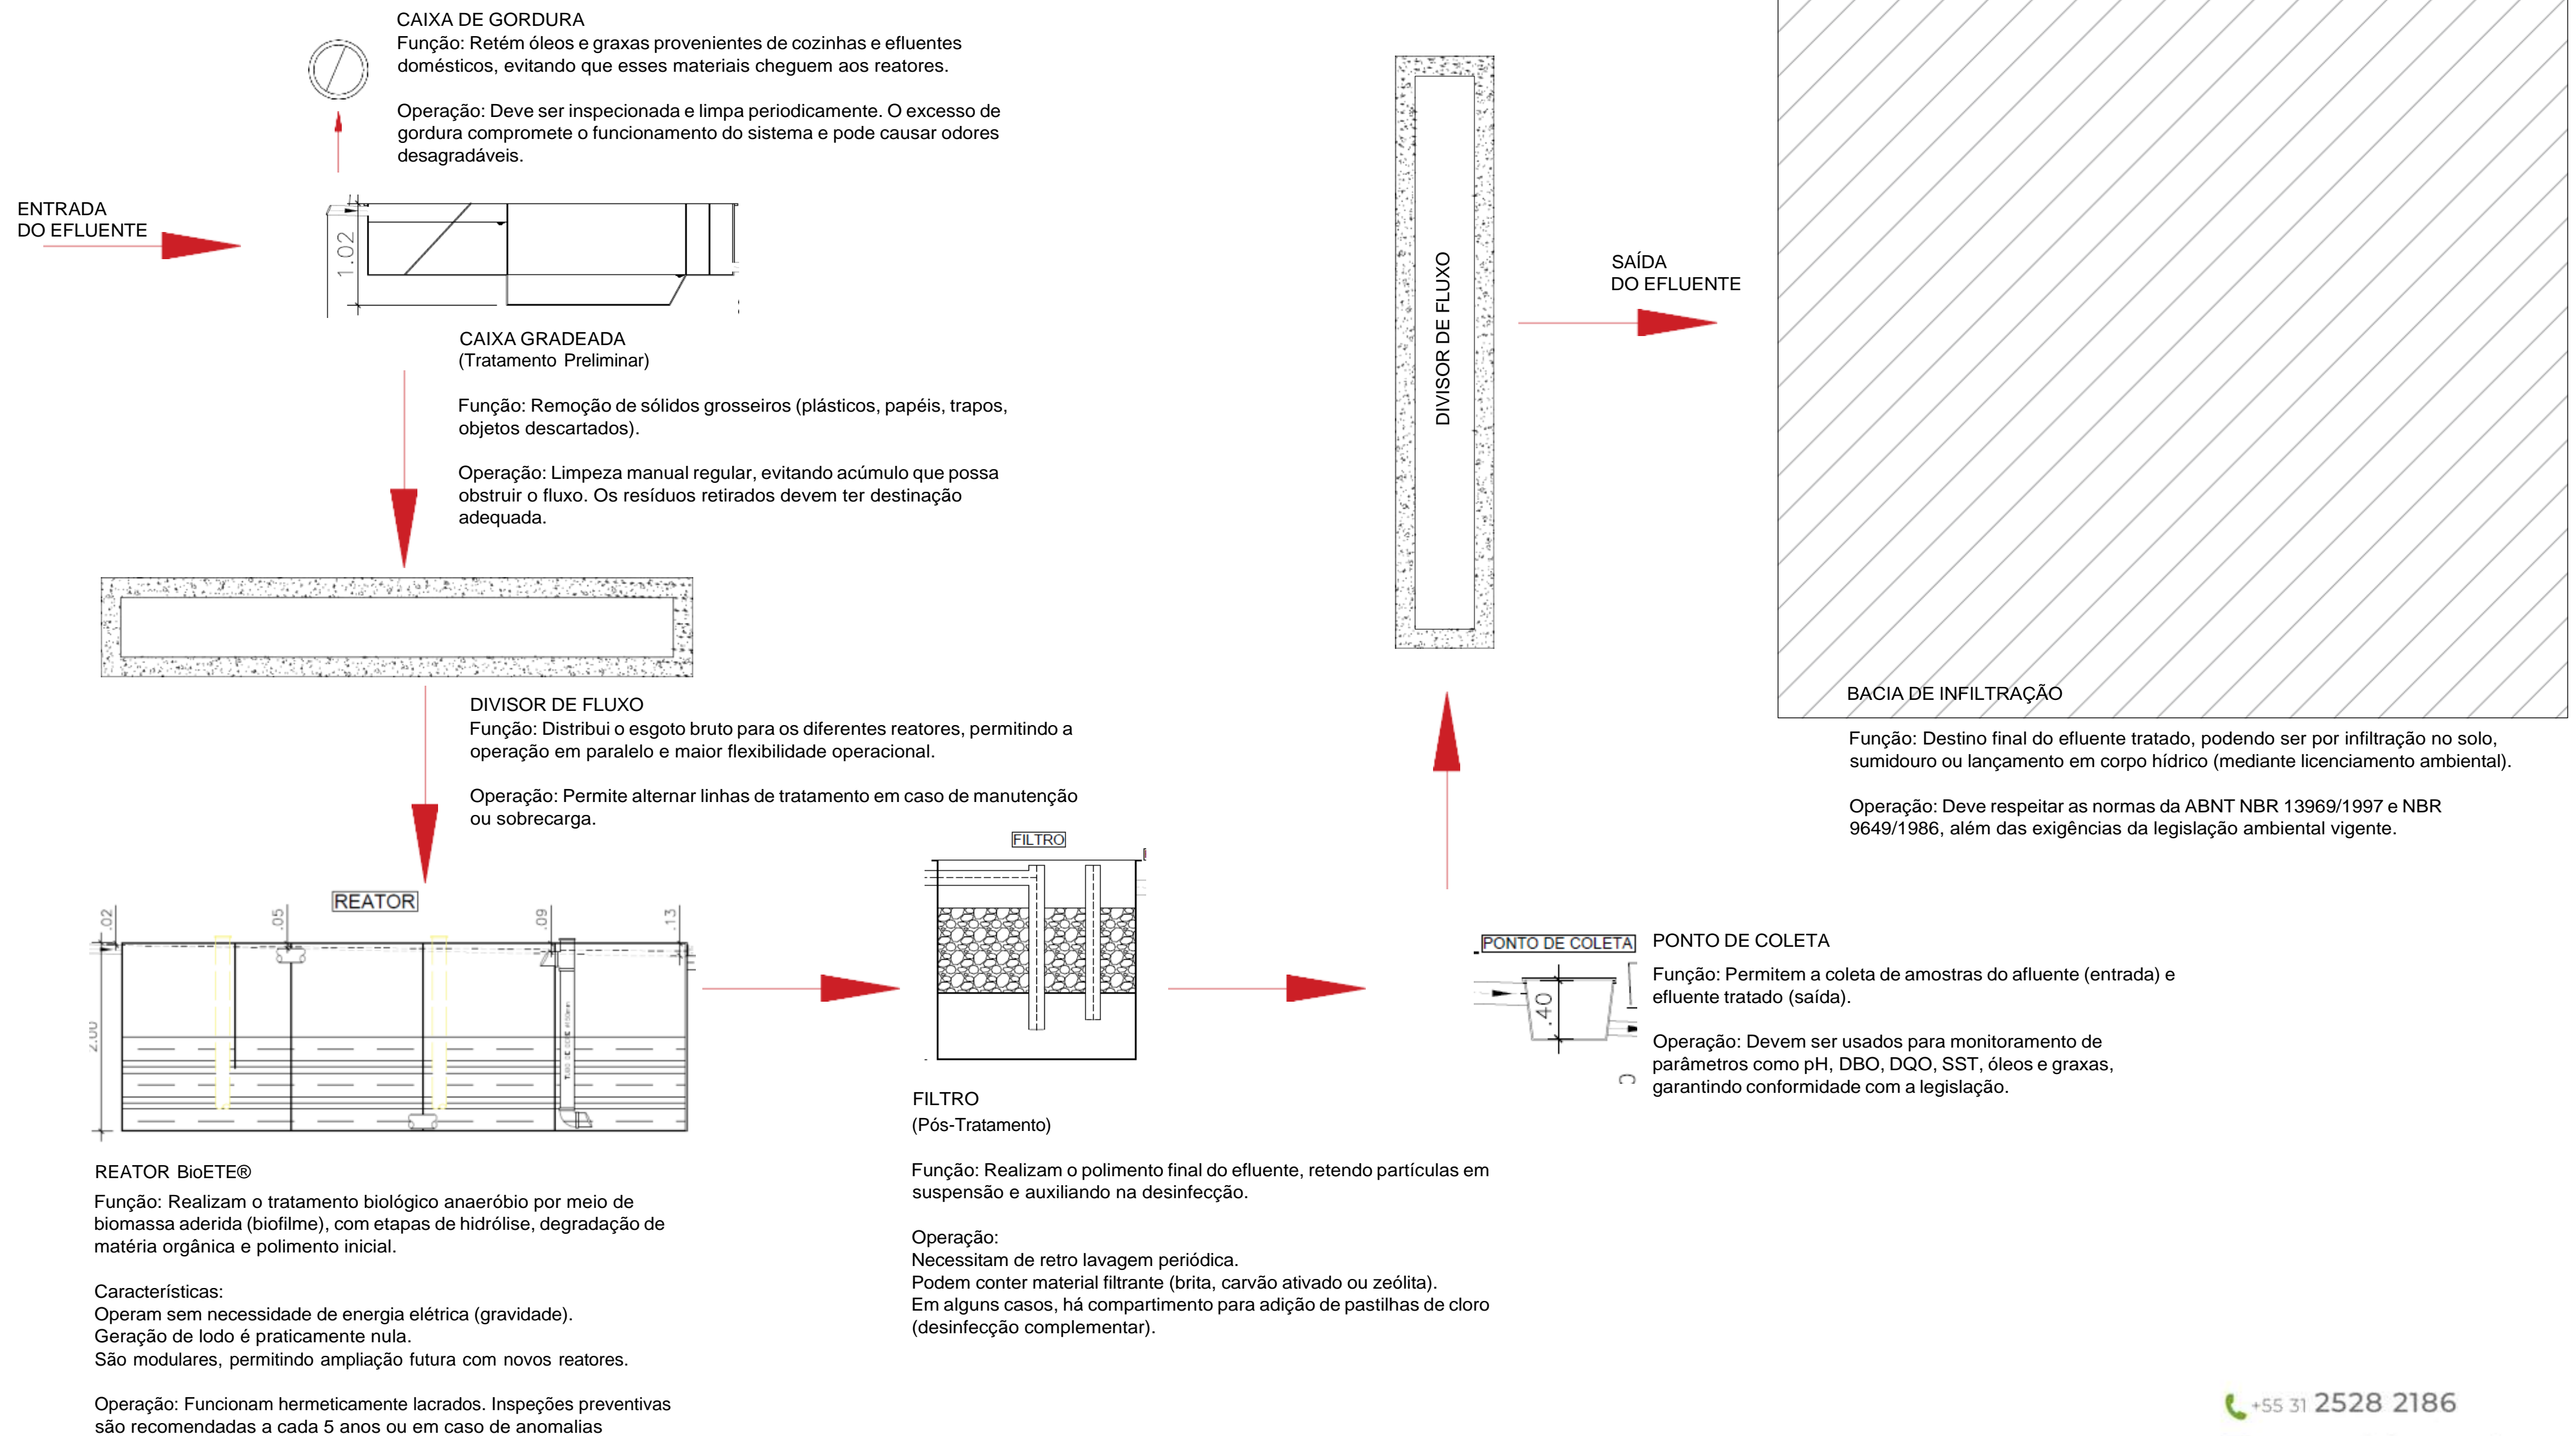 CAIXA DE GORDURA
Função: Retém óleos e graxas provenientes de cozinhas e efluentes
domésticos, evitando que esses materiais cheguem aos reatores.
Operação: Deve ser inspecionada e limpa periodicamente. O excesso de
gordura compromete o funcionamento do sistema e pode causar odores
desagradáveis.
ENTRADA
DO EFLUENTE
1.02
CAIXA GRADEADA
(Tratamento Preliminar)
Função: Remoção de sólidos grosseiros (plásticos, papéis, trapos,
objetos descartados).
Operação: Limpeza manual regular, evitando acúmulo que possa
obstruir o fluxo. Os resíduos retirados devem ter destinação
adequada.
DIVISOR DE FLUXO
Função: Distribui o esgoto bruto para os diferentes reatores, permitindo a
operação em paralelo e maior flexibilidade operacional.
Operação: Permite alternar linhas de tratamento em caso de manutenção
ou sobrecarga.
REATOR
.02
.05
.09
.13
2.00
REATOR BioETE®
Função: Realizam o tratamento biológico anaeróbio por meio de
biomassa aderida (biofilme), com etapas de hidrólise, degradação de
matéria orgânica e polimento inicial.
Características:
Operam sem necessidade de energia elétrica (gravidade).
Geração de lodo é praticamente nula.
São modulares, permitindo ampliação futura com novos reatores.
Operação: Funcionam hermeticamente lacrados. Inspeções preventivas
são recomendadas a cada 5 anos ou em caso de anomalias
FILTRO
FILTRO
(Pós-Tratamento)
Função: Realizam o polimento final do efluente, retendo partículas em
suspensão e auxiliando na desinfecção.
Operação:
Necessitam de retro lavagem periódica.
Podem conter material filtrante (brita, carvão ativado ou zeólita).
Em alguns casos, há compartimento para adição de pastilhas de cloro
(desinfecção complementar).
PONTO DE COLETA
.40
PONTO DE COLETA
Função: Permitem a coleta de amostras do afluente (entrada) e
efluente tratado (saída).
Operação: Devem ser usados para monitoramento de
parâmetros como pH, DBO, DQO, SST, óleos e graxas,
garantindo conformidade com a legislação.
DIVISOR DE FLUXO
SAÍDA
DO EFLUENTE
BACIA DE INFILTRAÇÃO
Função: Destino final do efluente tratado, podendo ser por infiltração no solo,
sumidouro ou lançamento em corpo hídrico (mediante licenciamento ambiental).
Operação: Deve respeitar as normas da ABNT NBR 13969/1997 e NBR
9649/1986, além das exigências da legislação ambiental vigente.
+55 31 2528 2186